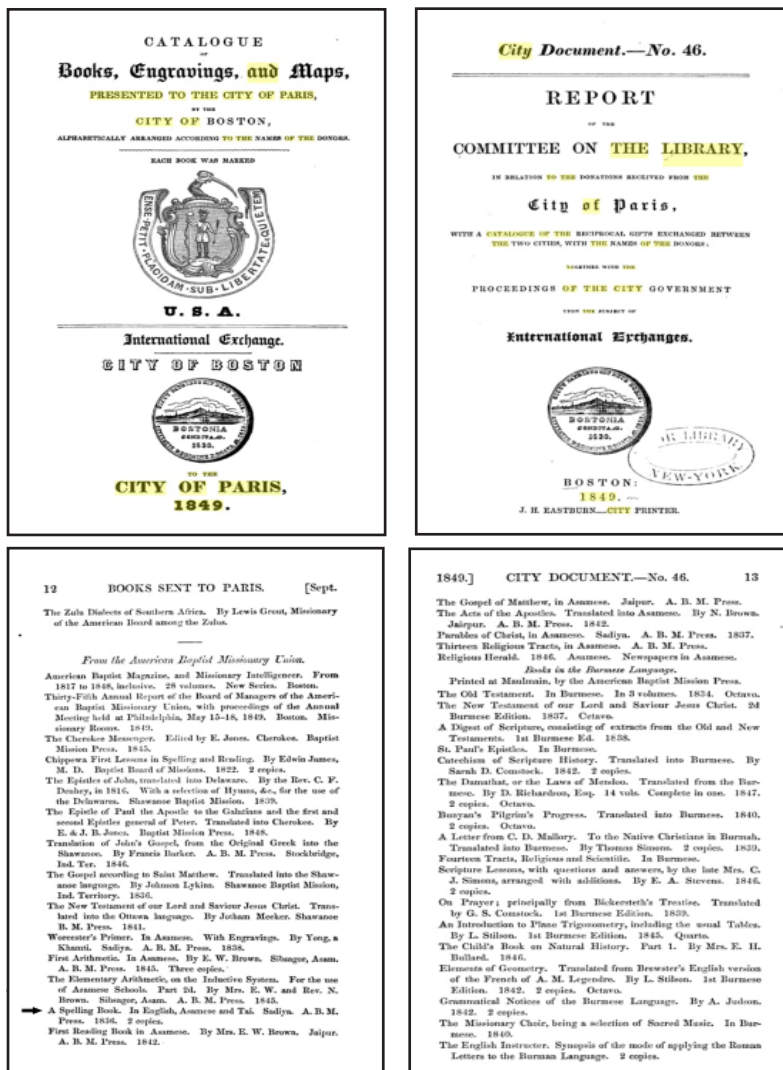 CATALOGUE
OF
Books, Engravings, and Maps,
PRESENTED TO THE CITY OF PARIS,
BY THE
CITY OF BOSTON,
ALPHABETICALLY ARRANGED ACCORDING TO THE NAMES OF THE DONORS.
EACH BOOK WAS MARKED
ENSE·PETIT·PLACIDAM·SUB·LIBERTATE·QUIETEM
U. S. A.
International Exchange.
CITY OF BOSTON
BOSTONIA
CONDITA A.D.
1630.
TO THE
CITY OF PARIS,
1849.
City Document.—No. 46.
REPORT
OF THE
COMMITTEE ON THE LIBRARY,
IN RELATION TO THE DONATIONS RECEIVED FROM THE
City of Paris,
WITH A CATALOGUE OF THE RECIPROCAL GIFTS EXCHANGED BETWEEN
THE TWO CITIES, WITH THE NAMES OF THE DONORS;
TOGETHER WITH THE
PROCEEDINGS OF THE CITY GOVERNMENT
UPON THE SUBJECT OF
International Exchanges.
BOSTONIA
CONDITA A.D.
1630.
LIBRARY
NEW-YORK
BOSTON:
1849.
J. H. EASTBURN....CITY PRINTER.
12 BOOKS SENT TO PARIS. [Sept.
The Zulu Dialects of Southern Africa. By Lewis Grout, Missionary
of the American Board among the Zulus.
From the American Baptist Missionary Union.
American Baptist Magazine, and Missionary Intelligencer. From
1817 to 1848, inclusive. 28 volumes. New Series. Boston.
Thirty-Fifth Annual Report of the Board of Managers of the Ameri-
can Baptist Missionary Union, with proceedings of the Annual
Meeting held at Philadelphia, May 15-18, 1849. Boston. Mis-
sionary Rooms. 1849.
The Cherokee Messenger. Edited by E. Jones. Cherokee. Baptist
Mission Press. 1845.
Chippewa First Lessons in Spelling and Reading. By Edwin James,
M. D. Baptist Board of Missions. 1822. 2 copies.
The Epistles of John, translated into Delaware. By the Rev. C. F.
Denhey, in 1816. With a selection of Hymns, &c., for the use of
the Delawares. Shawanoe Baptist Mission. 1839.
The Epistle of Paul the Apostle to the Galatians and the first and
second Epistles general of Peter. Translated into Cherokee. By
E. & J. B. Jones. Baptist Mission Press. 1848.
Translation of John's Gospel, from the Original Greek into the
Shawanoe. By Francis Barker. A. B. M. Press. Stockbridge,
Ind. Ter. 1846.
The Gospel according to Saint Matthew. Translated into the Shaw-
anoe language. By Johnson Lykins. Shawanoe Baptist Mission,
Ind. Territory. 1836.
The New Testament of our Lord and Saviour Jesus Christ. Trans-
lated into the Ottawa language. By Jotham Meeker. Shawanoe
B. M. Press. 1841.
Worcester's Primer. In Asamese. With Engravings. By Yong, a
Khamti. Sadiya. A. B. M. Press. 1838.
First Arithmetic. In Asamese. By E. W. Brown. Sibsagor, Asam.
A. B. M. Press. 1845. Three copies.
The Elementary Arithmetic, on the Inductive System. For the use
of Asamese Schools. Part 2d. By Mrs. E. W. and Rev. N.
Brown. Sibsagor, Asam. A. B. M. Press. 1845.
A Spelling Book. In English, Asamese and Tai. Sadiya. A. B. M.
Press. 1836. 2 copies.
First Reading Book in Asamese. By Mrs. E. W. Brown. Jaipur.
A. B. M. Press. 1842.
1849.] CITY DOCUMENT.—No. 46. 13
The Gospel of Matthew, in Asamese. Jaipur. A. B. M. Press.
The Acts of the Apostles. Translated into Asamese. By N. Brown.
Jairpur. A. B. M. Press. 1842.
Parables of Christ, in Asamese. Sadiya. A. B. M. Press. 1837.
Thirteen Religious Tracts, in Asamese. A. B. M. Press.
Religious Herald. 1846. Asamese. Newspapers in Asamese.
Books in the Burmese Language.
Printed at Maulmain, by the American Baptist Mission Press.
The Old Testament. In Burmese. In 3 volumes. 1834. Octavo.
The New Testament of our Lord and Saviour Jesus Christ. 2d
Burmese Edition. 1837. Octavo.
A Digest of Scripture, consisting of extracts from the Old and New
Testaments. 1st Burmese Ed. 1838.
St. Paul's Epistles. In Burmese.
Catechism of Scripture History. Translated into Burmese. By
Sarah D. Comstock. 1842. 2 copies.
The Damathat, or the Laws of Mendoo. Translated from the Bur-
mese. By D. Richardson, Esq. 14 vols. Complete in one. 1847.
2 copies. Octavo.
Bunyan's Pilgrim's Progress. Translated into Burmese. 1840.
2 copies. Octavo.
A Letter from C. D. Mallory. To the Native Christians in Burmah.
Translated into Burmese. By Thomas Simons. 2 copies. 1839.
Fourteen Tracts, Religious and Scientific. In Burmese.
Scripture Lessons, with questions and answers, by the late Mrs. C.
J. Simons, arranged with additions. By E. A. Stevens. 1846.
2 copies.
On Prayer; principally from Bickersteth's Treatise. Translated
by G. S. Comstock. 1st Burmese Edition. 1839.
An Introduction to Plane Trigonometry, including the usual Tables.
By L. Stilson. 1st Burmese Edition. 1845. Quarto.
The Child's Book on Natural History. Part 1. By Mrs. E. H.
Bullard. 1846.
Elements of Geometry. Translated from Brewster's English version
of the French of A. M. Legendre. By L. Stilson. 1st Burmese
Edition. 1842. 2 copies. Octavo.
Grammatical Notices of the Burmese Language. By A. Judson.
1842. 2 copies.
The Missionary Choir, being a selection of Sacred Music. In Bur-
mese. 1840.
The English Instructor. Synopsis of the mode of applying the Roman
Letters to the Burman Language. 2 copies.